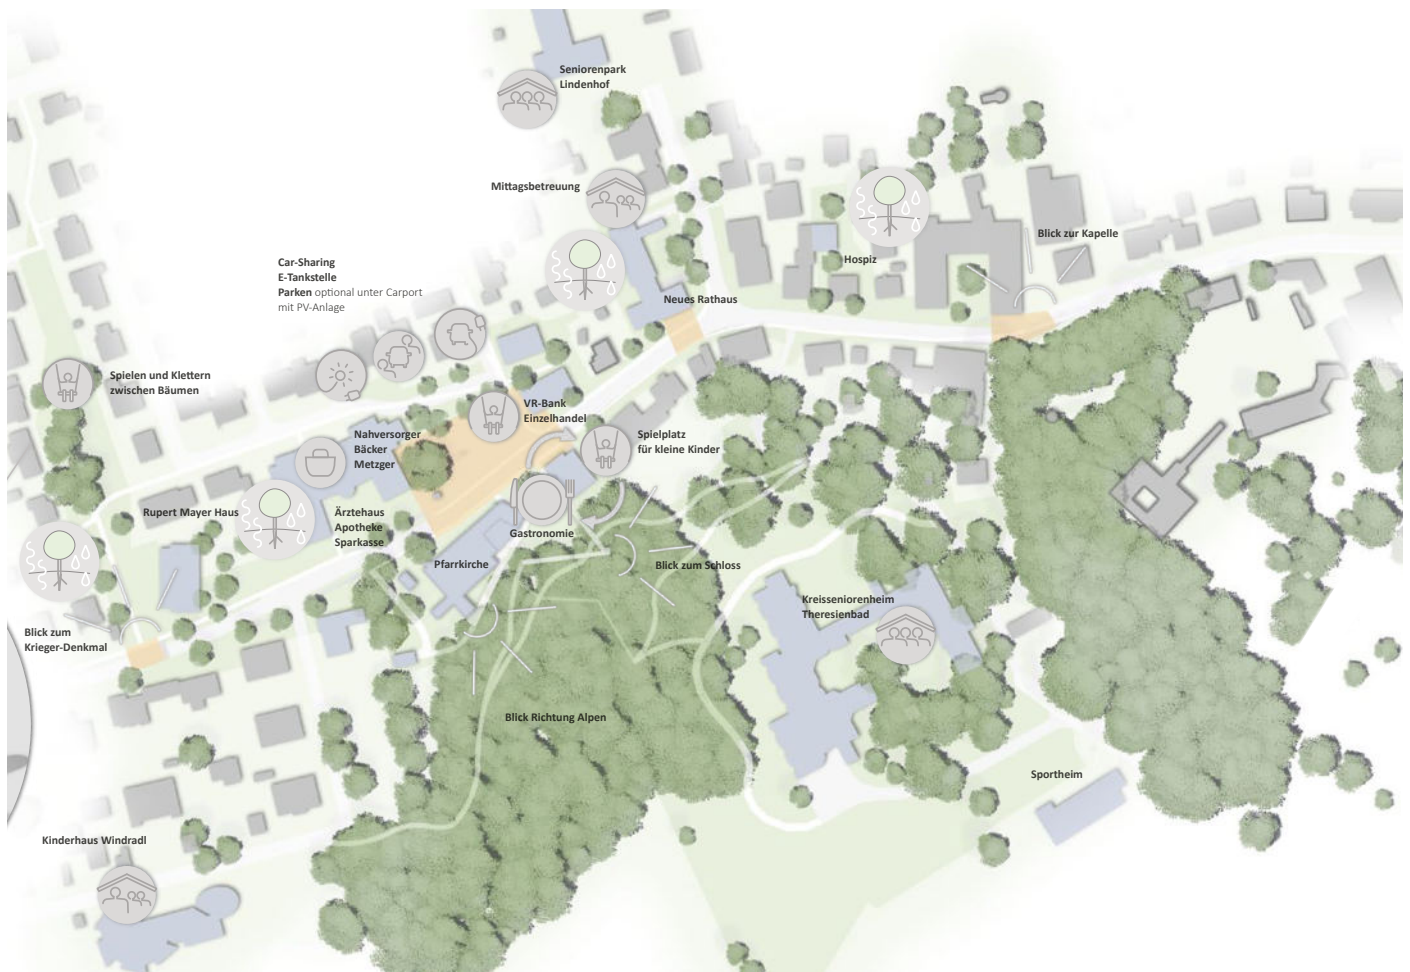 Seniorenpark
Lindenhof
Mittagsbetreuung
Blick zur Kapelle
Hospiz
Car-Sharing
E-Tankstelle
Parken optional unter Carport
mit PV-Anlage
Neues Rathaus
Spielen und Klettern
zwischen Bäumen
VR-Bank
Einzelhandel
Nahversorger
Bäcker
Metzger
Spielplatz
für kleine Kinder
Rupert Mayer Haus
Ärztehaus
Apotheke
Sparkasse
Gastronomie
Pfarrkirche
Blick zum Schloss
Kreisseniorenheim
Theresienbad
Blick zum
Krieger-Denkmal
Blick Richtung Alpen
Sportheim
Kinderhaus Windradl